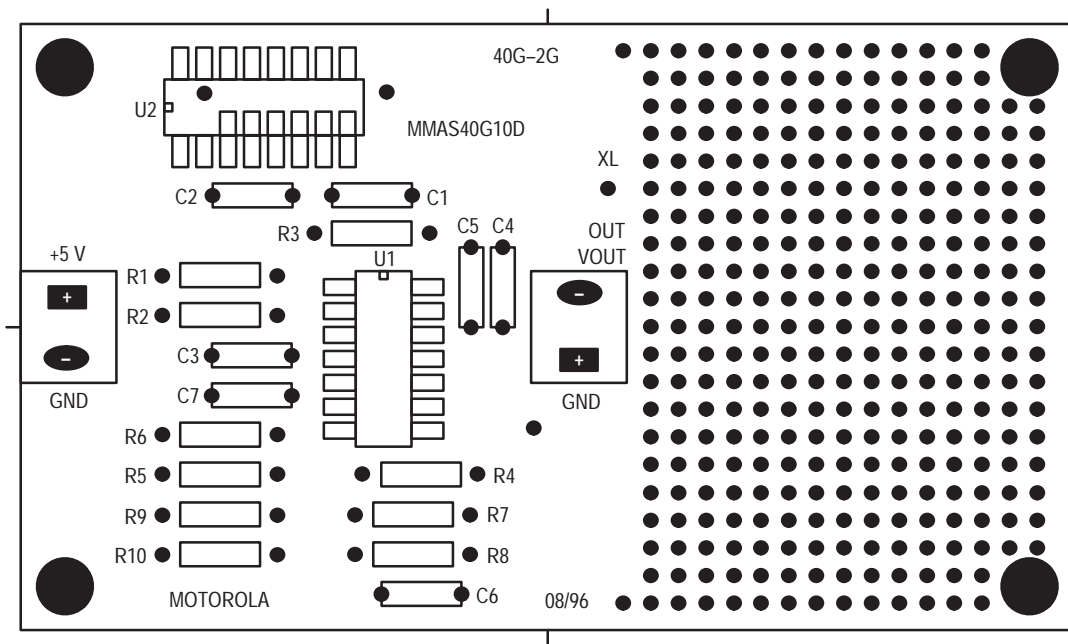 40G–2G
U2
MMAS40G10D
XL
C2
C1
R3
C5 C4
OUT
+5 V
U1
VOUT
R1
+
–
R2
C3
–
+
C7
GND
GND
R6
R5
R4
R9
R7
R10
R8
MOTOROLA
C6
08/96